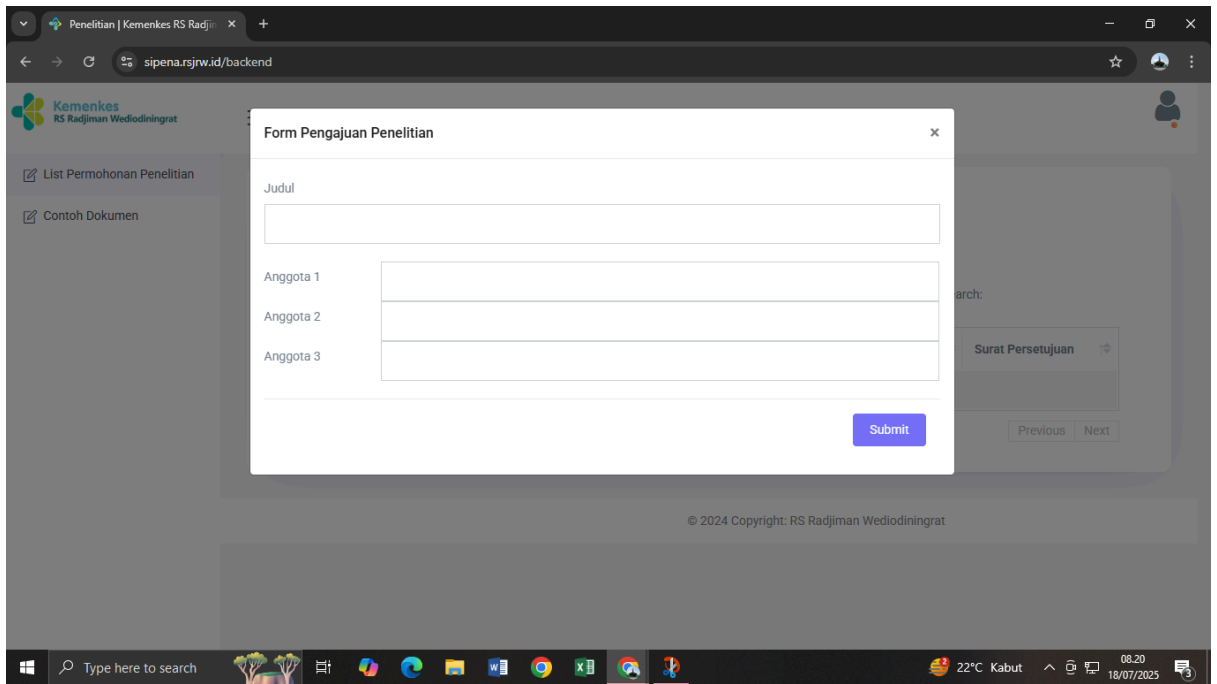 Penelitian | Kemenkes RS Radjim
sipena.rsjrw.id/backend
Kemenkes
RS Radjiman Wediodiningrat
List Permohonan Penelitian
Contoh Dokumen
Form Pengajuan Penelitian
Judul
Anggota 1
Anggota 2
Anggota 3
Submit
arch:
Surat Persetujuan
Previous Next
© 2024 Copyright: RS Radjiman Wediodiningrat
Type here to search
22°C Kabut
08.20
18/07/2025
3